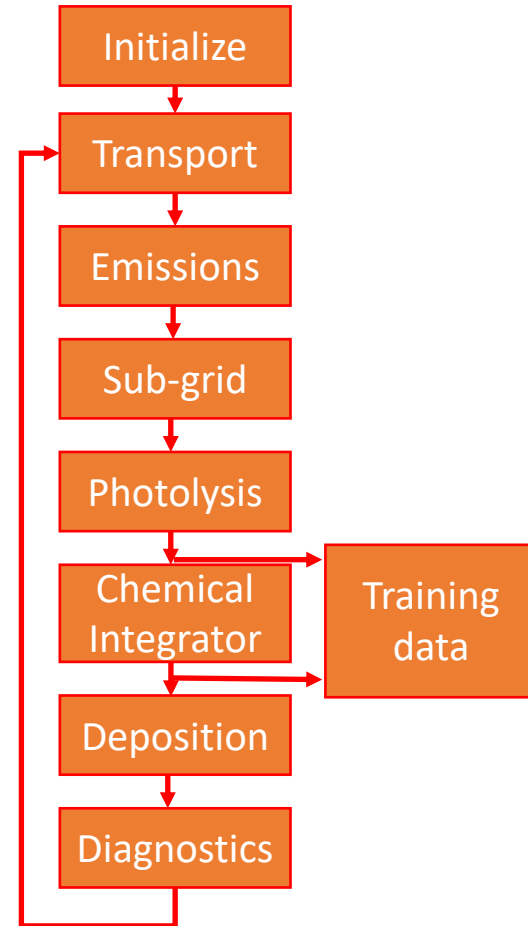 Initialize
Transport
Emissions
Sub-grid
Photolysis
Chemical
Integrator
Training
data
Deposition
Diagnostics